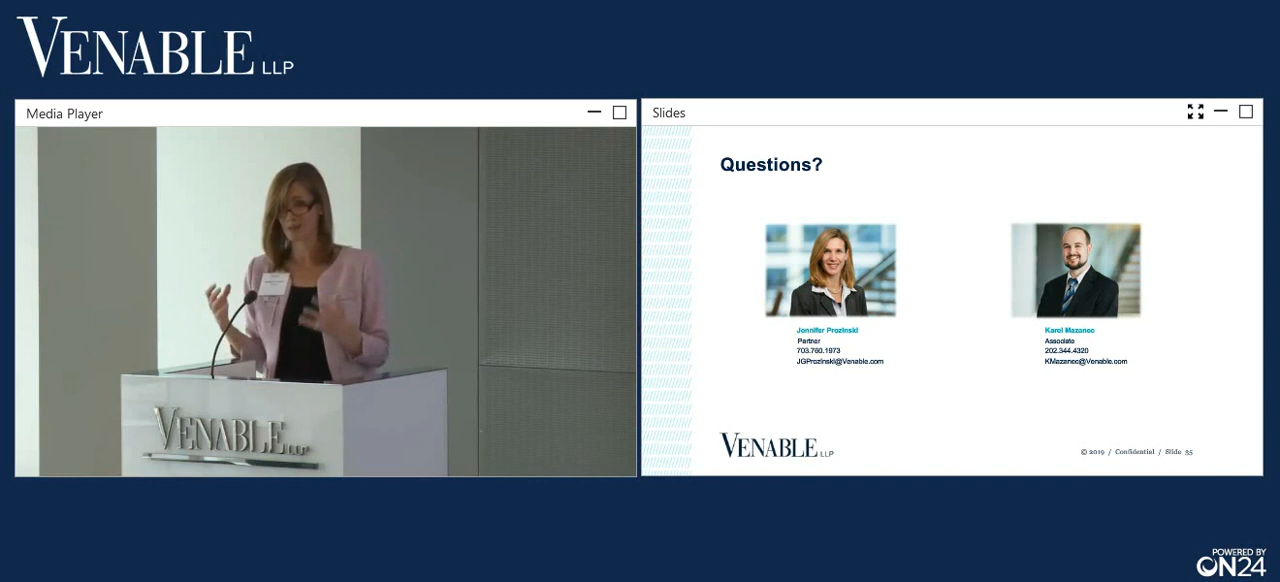 VENABLE LLP
Media Player
Slides
Questions?
Jennifer Prozinski
Partner
703.760.1973
JGProzinski@Venable.com
Karel Mazanec
Associate
202.344.4320
KMazanec@Venable.com
VENABLE LLP
VENABLE LLP
© 2019 / Confidential / Slide 35
POWERED BY
ON24